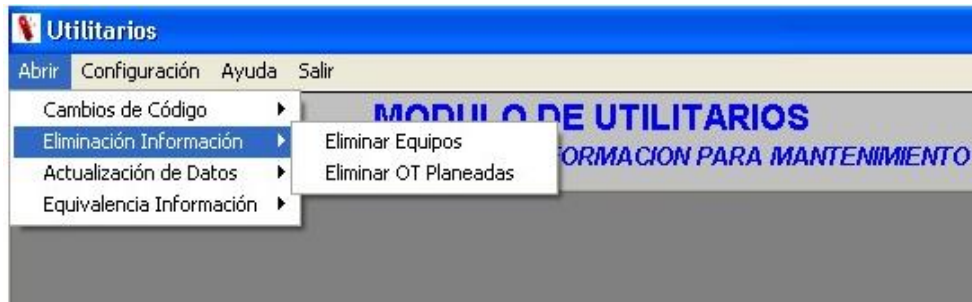 Utilitarios
Abrir Configuración Ayuda Salir
Cambios de Código
Eliminación Información
Actualización de Datos
Equivalencia Información
Eliminar Equipos
Eliminar OT Planeadas
MODULO DE UTILITARIOS
ORMACION PARA MANTENIMIENTO